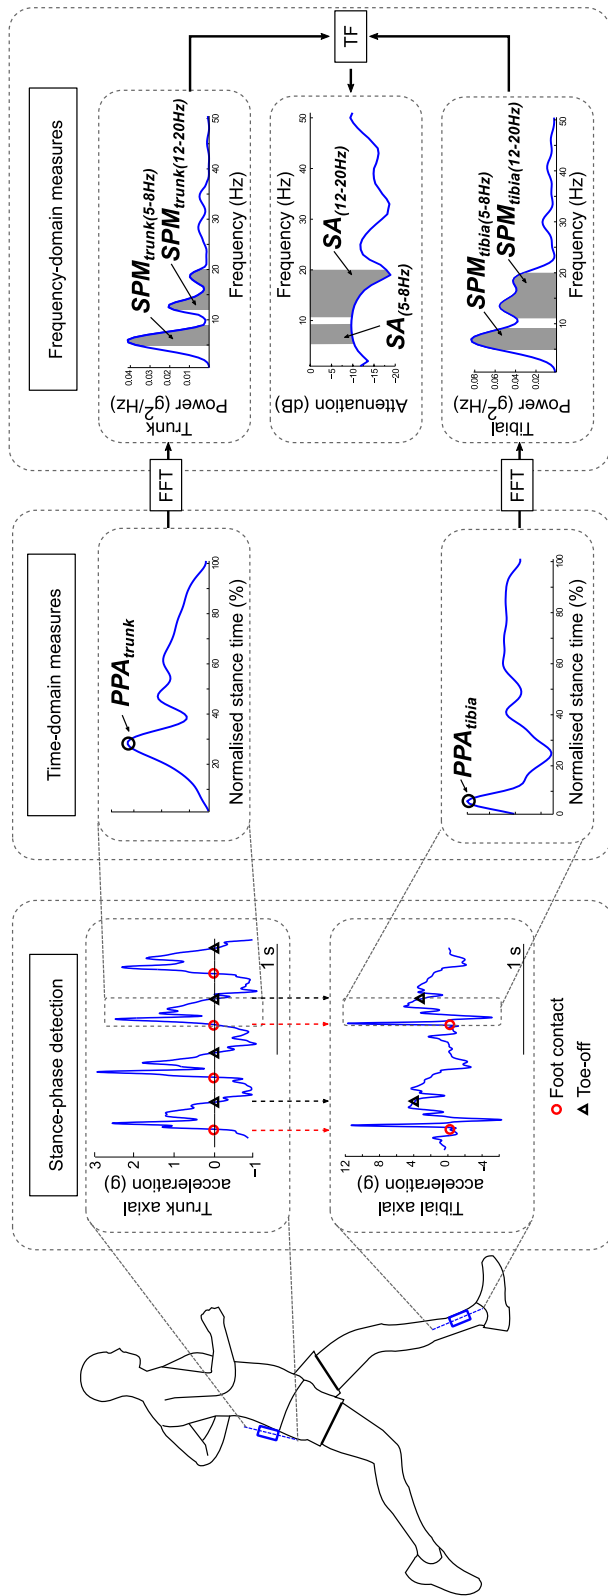 Stance-phase detection
Trunk axial
acceleration (g)
3
2
1
0
-1
1 s
Tibial axial
acceleration (g)
12
8
4
0
-4
1 s
Foot contact
Toe-off
Time-domain measures
PPAtrunk
20
40
60
80
100
Normalised stance time (%)
PPAtibia
0
20
40
60
80
100
Normalised stance time (%)
FFT
FFT
Frequency-domain measures
Trunk
Power (g2/Hz)
0.04
0.03
0.02
0.01
SPMtrunk(5-8Hz)
SPMtrunk(12-20Hz)
10
20
30
40
50
Frequency (Hz)
Attenuation (dB)
0
-5
-10
-15
-20
SA(5-8Hz)
SA(12-20Hz)
10
20
30
40
50
Frequency (Hz)
Tibial
Power (g2/Hz)
0.08
0.06
0.04
0.02
SPMtibia(5-8Hz)
SPMtibia(12-20Hz)
10
20
30
40
50
Frequency (Hz)
TF